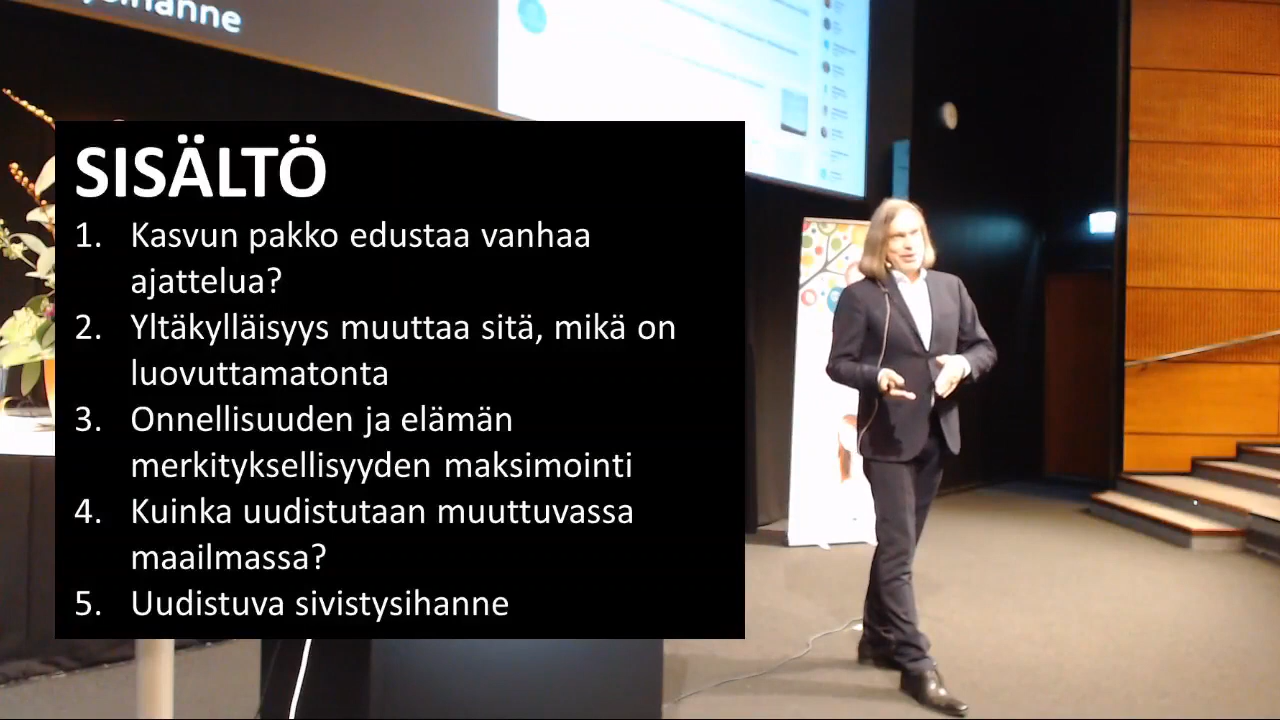 SISÄLTÖ
1. Kasvun pakko edustaa vanhaa
ajattelua?
2. Yltäkylläisyys muuttaa sitä, mikä on
luovuttamatonta
3. Onnellisuuden ja elämän
merkityksellisyyden maksimointi
4. Kuinka uudistutaan muuttuvassa
maailmassa?
5. Uudistuva sivistysihanne